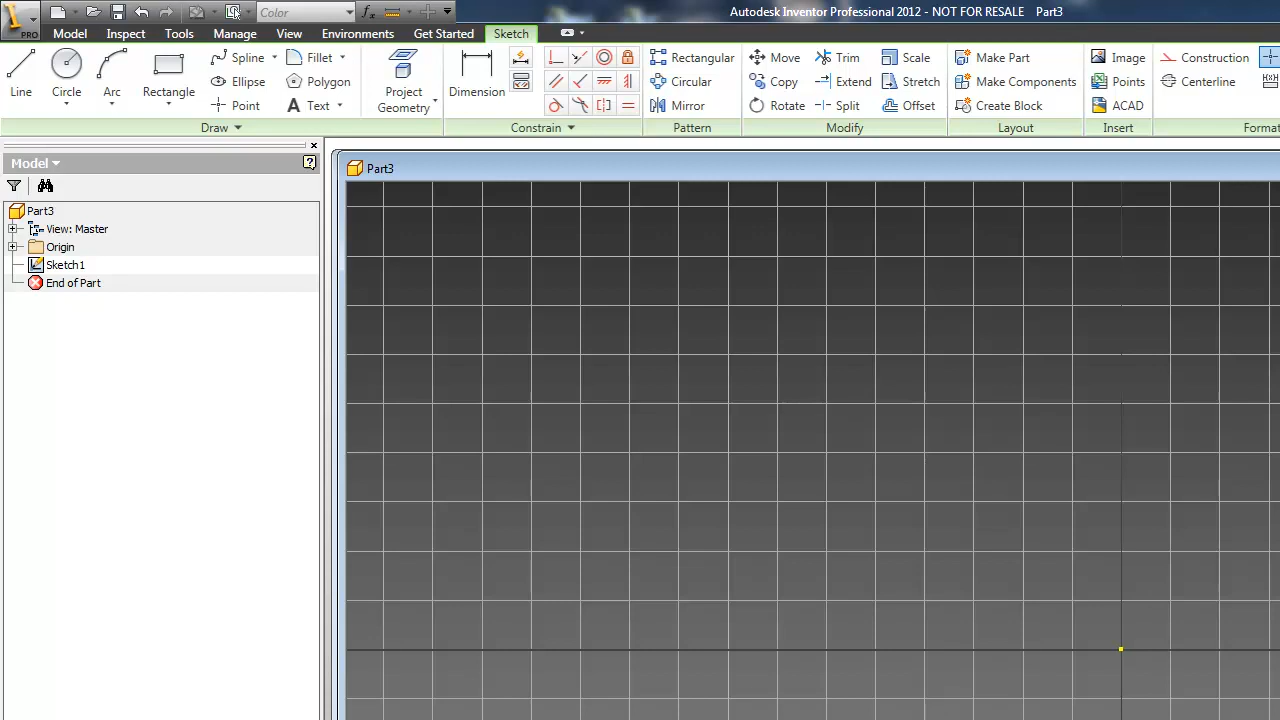 Color
Autodesk Inventor Professional 2012 - NOT FOR RESALE Part3
PRO
Model Inspect Tools Manage View Environments Get Started Sketch
Line
Circle
Arc
Rectangle
Spline
Ellipse
Point
Fillet
Polygon
Text
Project
Geometry
Dimension
Rectangular
Circular
Mirror
Move
Copy
Rotate
Trim
Extend
Split
Scale
Stretch
Offset
Make Part
Make Components
Create Block
Image
Points
ACAD
Construction
Centerline
Draw
Constrain
Pattern
Modify
Layout
Insert
Format
Model
Part3
View: Master
Origin
Sketch1
End of Part
Part3